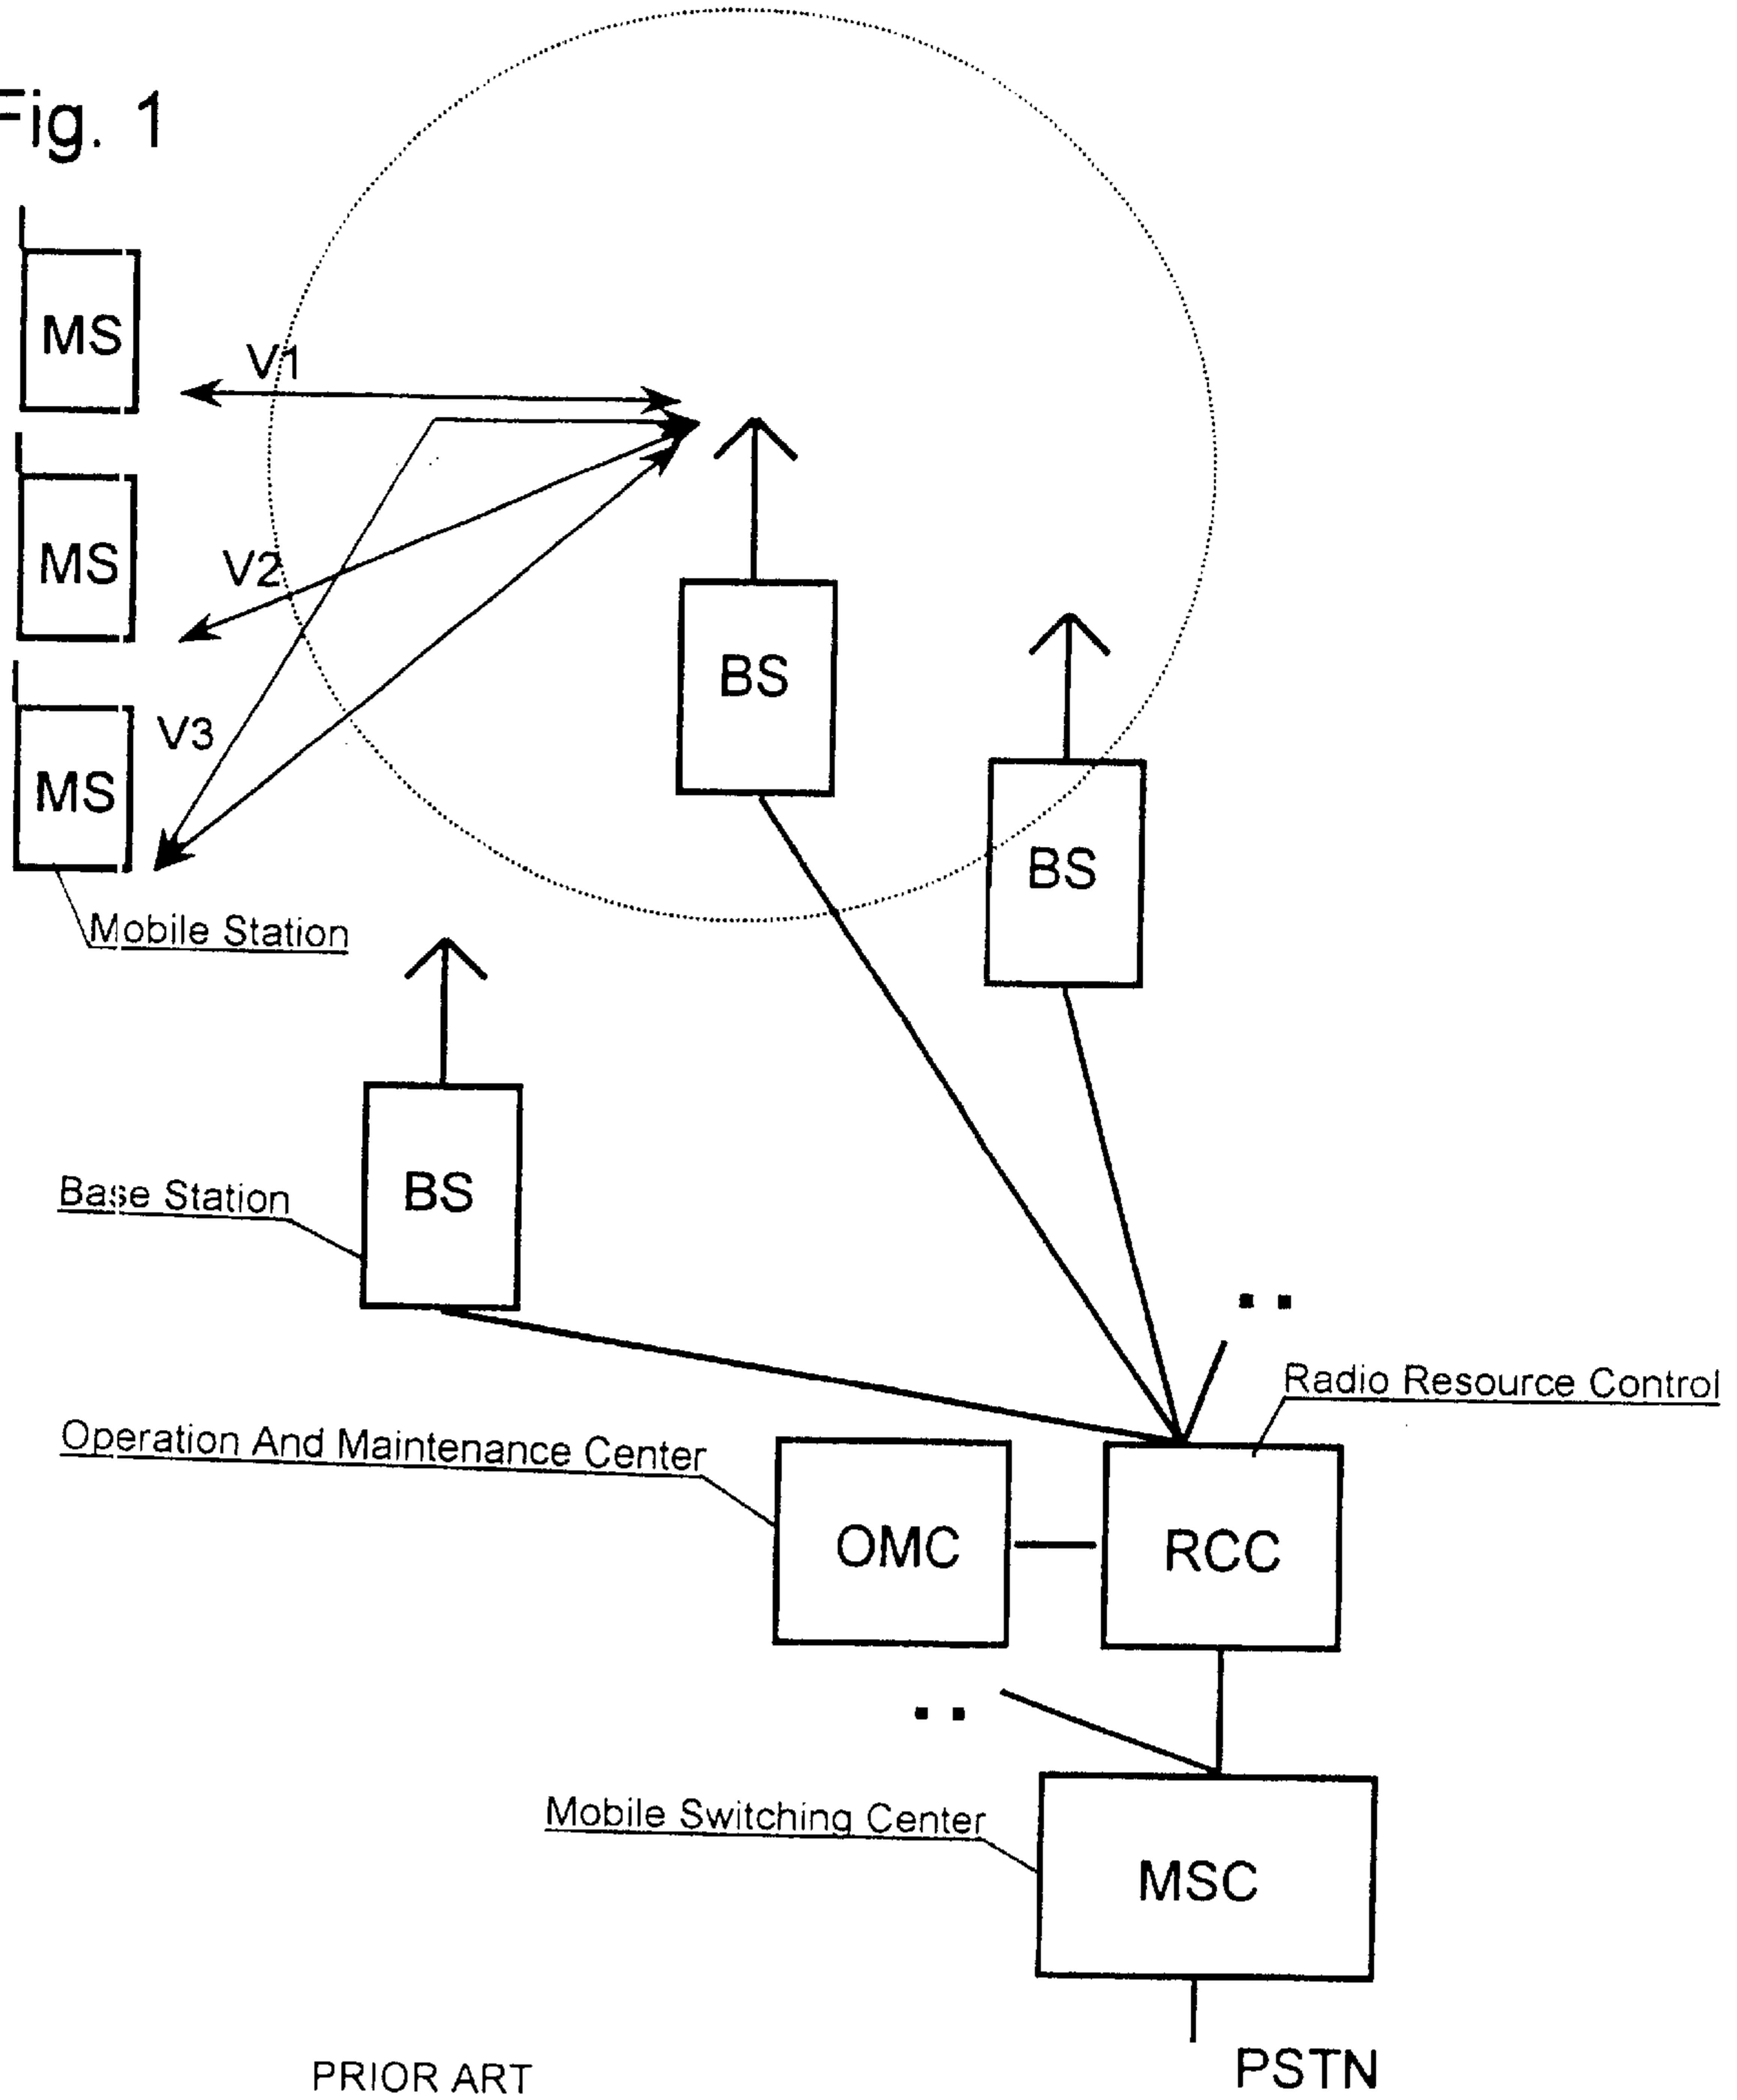 Fig. 1
MS
V1
MS
V2
BS
V3
MS
BS
Mobile Station
BS
Base Station
Radio Resource Control
Operation And Maintenance Center
OMC
RCC
Mobile Switching Center
MSC
PSTN
PRIOR ART